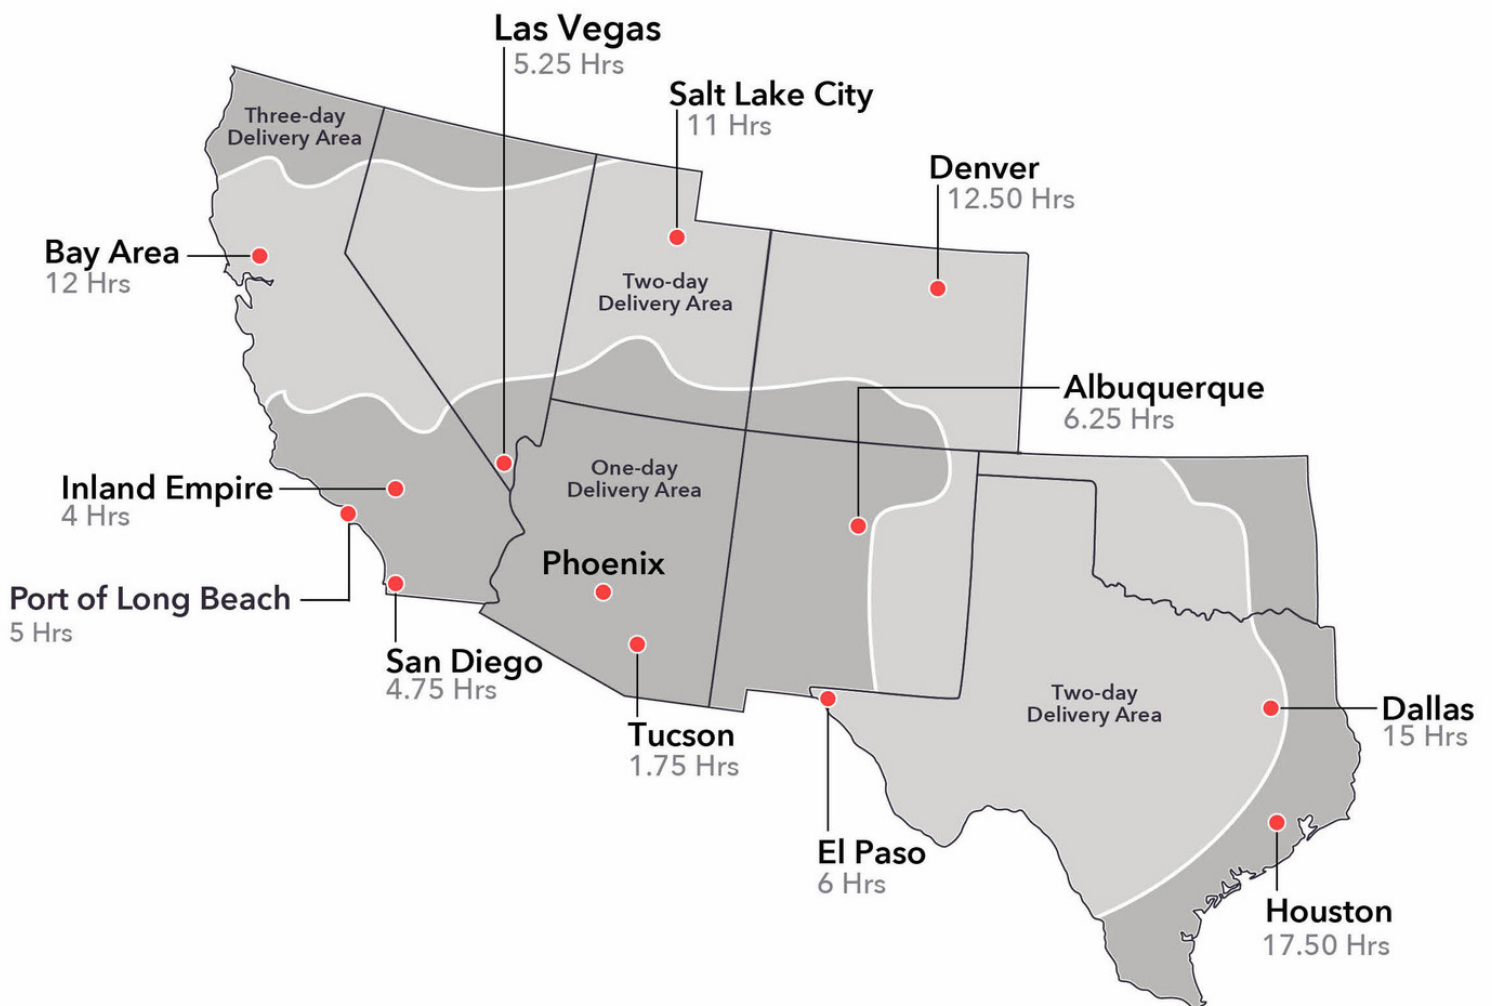 Las Vegas
5.25 Hrs
Salt Lake City
11 Hrs
Three-day
Delivery Area
Denver
12.50 Hrs
Bay Area
12 Hrs
Two-day
Delivery Area
Albuquerque
6.25 Hrs
One-day
Delivery Area
Inland Empire
4 Hrs
Phoenix
Port of Long Beach
5 Hrs
San Diego
4.75 Hrs
Tucson
1.75 Hrs
Two-day
Delivery Area
Dallas
15 Hrs
El Paso
6 Hrs
Houston
17.50 Hrs